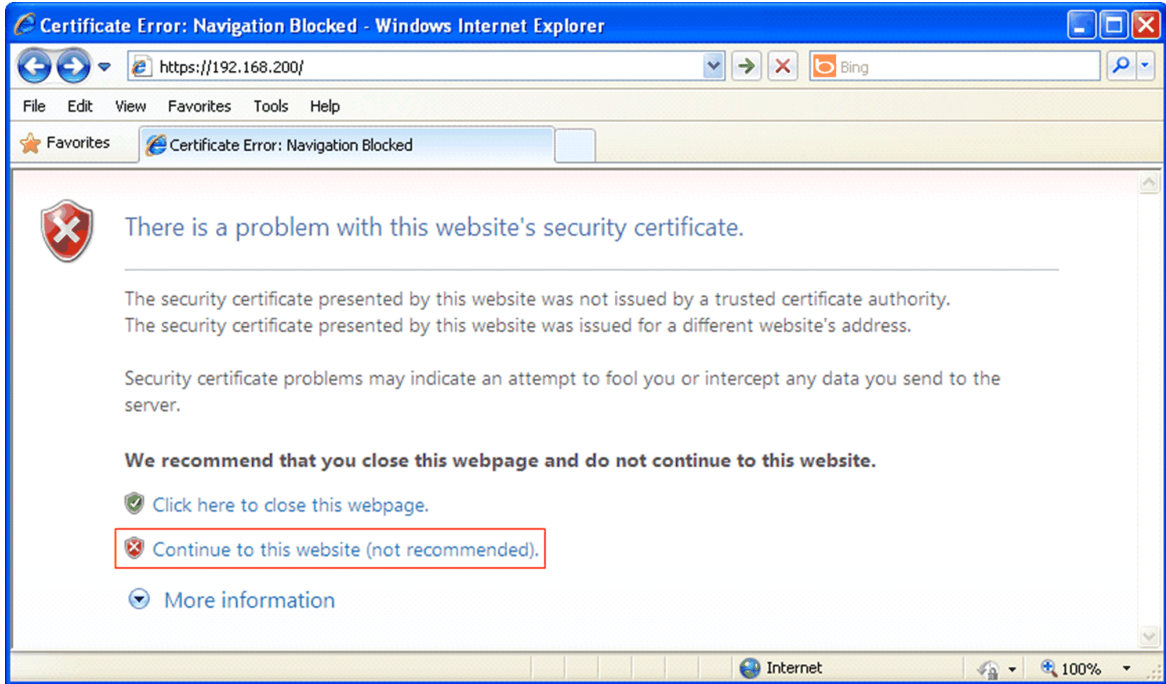 Certificate Error: Navigation Blocked - Windows Internet Explorer
https://192.168.200/
Bing
File Edit View Favorites Tools Help
Favorites
Certificate Error: Navigation Blocked
There is a problem with this website's security certificate.
The security certificate presented by this website was not issued by a trusted certificate authority.
The security certificate presented by this website was issued for a different website's address.
Security certificate problems may indicate an attempt to fool you or intercept any data you send to the
server.
We recommend that you close this webpage and do not continue to this website.
Click here to close this webpage.
Continue to this website (not recommended).
More information
Internet
100%